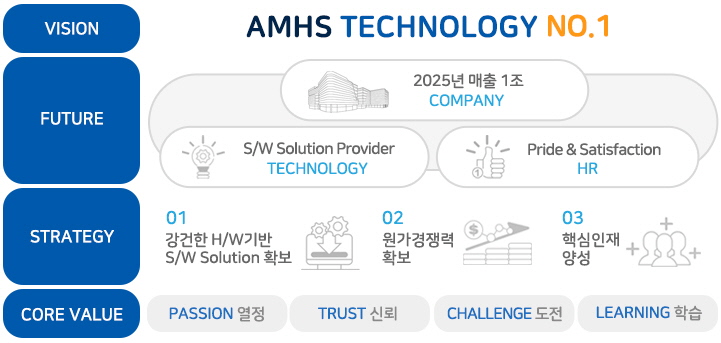 VISION
AMHS TECHNOLOGY NO.1
FUTURE
2025년 매출 1조
COMPANY
S/W Solution Provider
TECHNOLOGY
Pride & Satisfaction
HR
1
STRATEGY
01
강건한 H/W기반
S/W Solution 확보
02
원가경쟁력
확보
$
03
핵심인재
양성
CORE VALUE
PASSION 열정
TRUST 신뢰
CHALLENGE 도전
LEARNING 학습